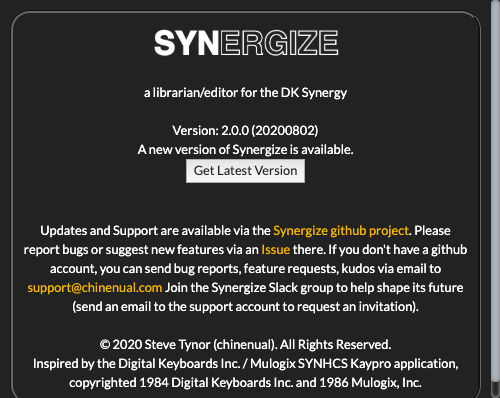 SYNERGIZE
a librarian/editor for the DK Synergy
Version: 2.0.0 (20200802)
A new version of Synergize is available.
Get Latest Version
Updates and Support are available via the Synergize github project. Please
report bugs or suggest new features via an Issue there. If you don't have a github
account, you can send bug reports, feature requests, kudos via email to
support@chinenual.com Join the Synergize Slack group to help shape its future
(send an email to the support account to request an invitation).
© 2020 Steve Tynor (chinenual). All Rights Reserved.
Inspired by the Digital Keyboards Inc. / Mulogix SYNHCS Kaypro application,
copyrighted 1984 Digital Keyboards Inc. and 1986 Mulogix, Inc.